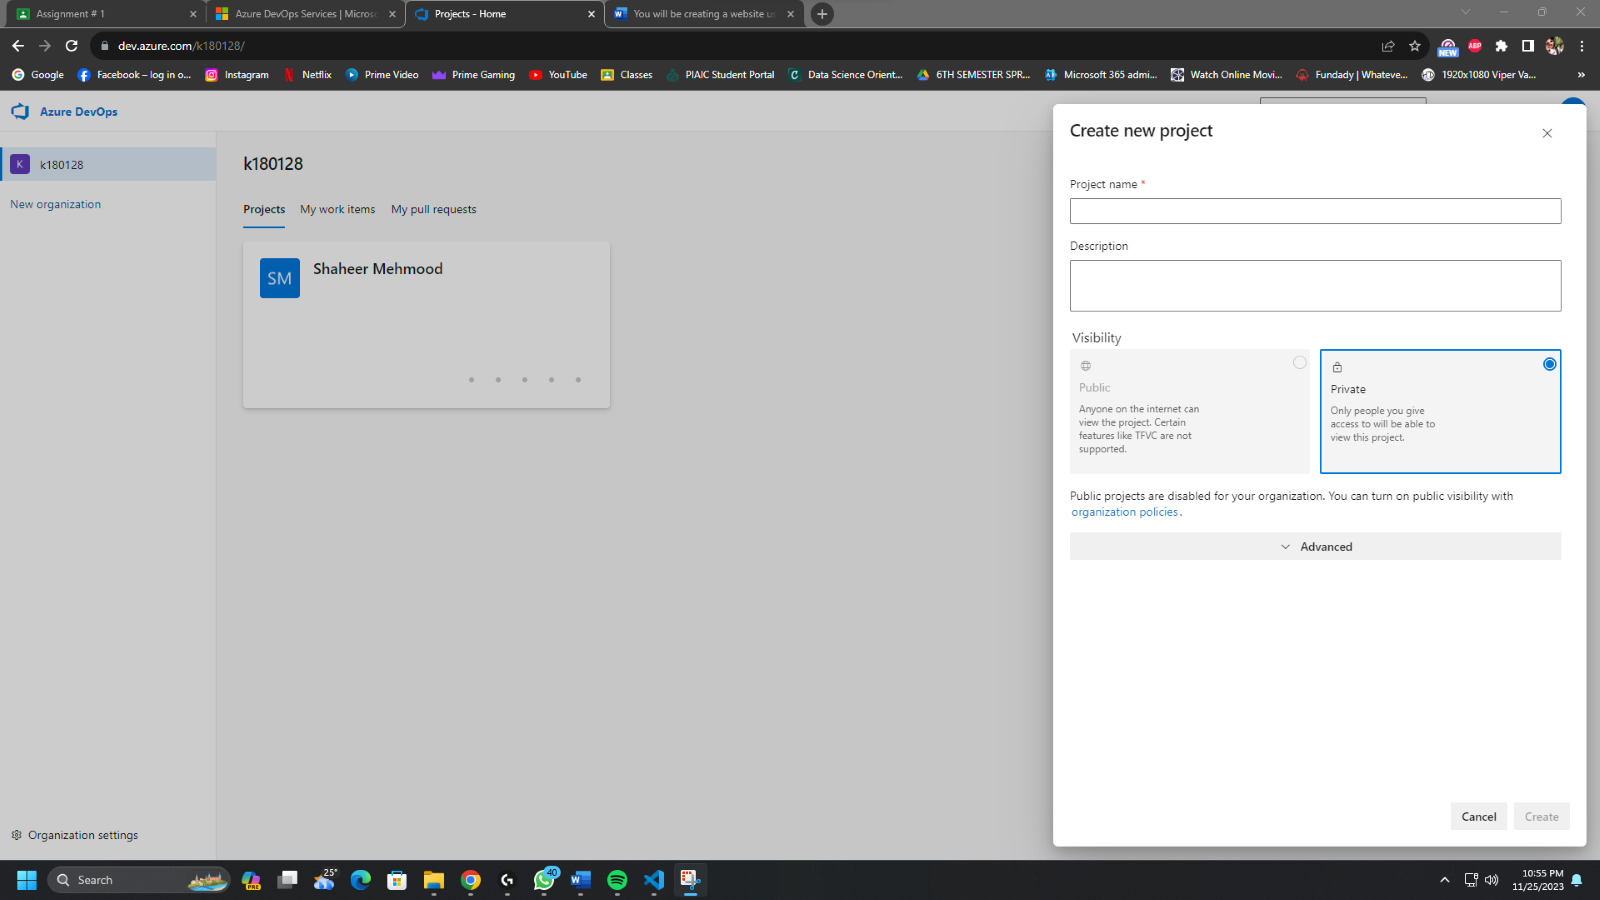 Assignment # 1
Azure DevOps Services | Micros
Projects - Home
You will be creating a website u
dev.azure.com/k180128/
NEW
ABP
Google
Facebook – log in o...
Instagram
Netflix
Prime Video
Prime Gaming
YouTube
Classes
PIAIC Student Portal
Data Science Orient...
6TH SEMESTER SPR...
Microsoft 365 admi...
Watch Online Movi...
Fundady | Whateve...
1920x1080 Viper Va...
»
Azure DevOps
K k180128
New organization
k180128
Projects
My work items
My pull requests
SM
Shaheer Mehmood
Create new project
Project name *
Description
Visibility
Public
Anyone on the internet can
view the project. Certain
features like TFVC are not
supported.
Private
Only people you give
access to will be able to
view this project.
Public projects are disabled for your organization. You can turn on public visibility with
organization policies.
Advanced
Cancel
Create
Organization settings
Search
PRE
25°
40
10:55 PM
11/25/2023